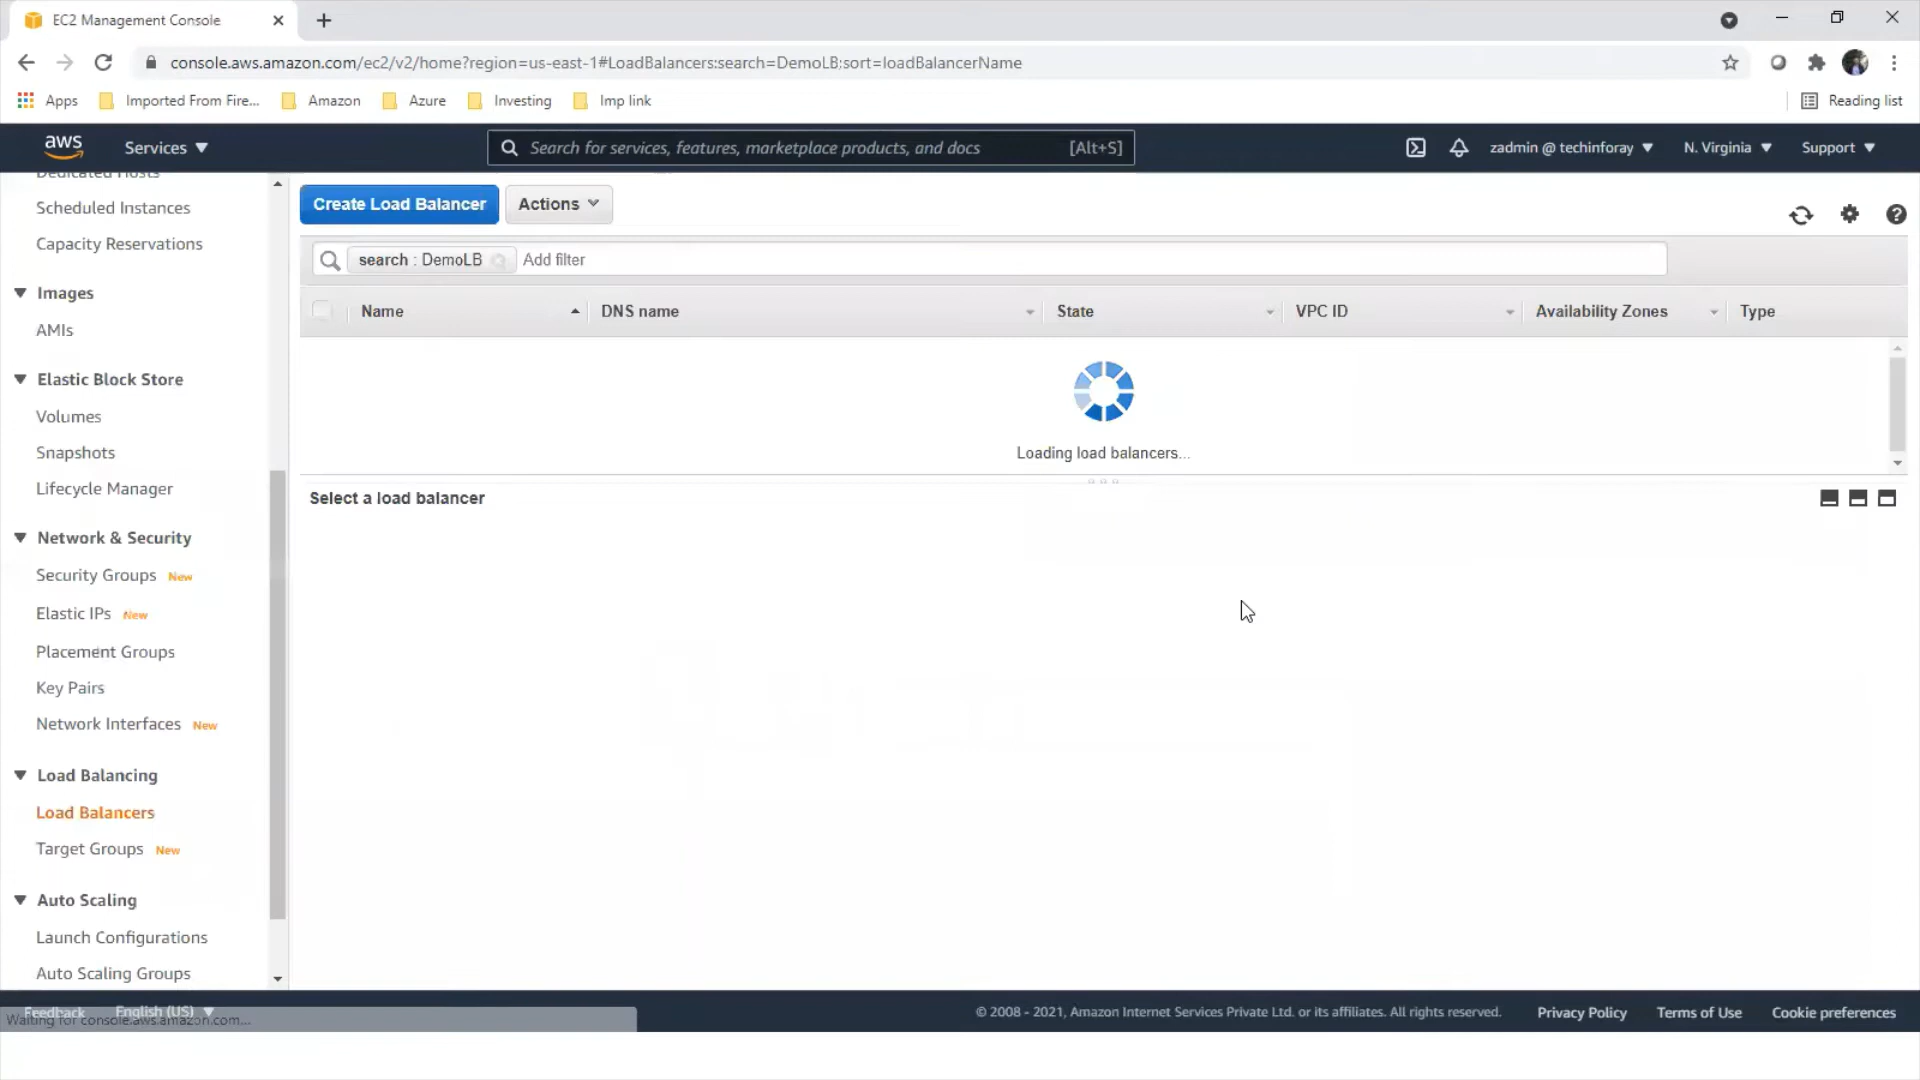 EC2 Management Console
console.aws.amazon.com/ec2/v2/home?region=us-east-1#LoadBalancers:search=DemoLB;sort=loadBalancerName
Apps
Imported From Fire...
Amazon
Azure
Investing
Imp link
Reading list
aws
Services
Search for services, features, marketplace products, and docs
[Alt+S]
zadmin @ techinforay
N. Virginia
Support
Dedicated Hosts
Scheduled Instances
Capacity Reservations
Images
AMIs
Elastic Block Store
Volumes
Snapshots
Lifecycle Manager
Network & Security
Security Groups New
Elastic IPs New
Placement Groups
Key Pairs
Network Interfaces New
Load Balancing
Load Balancers
Target Groups New
Auto Scaling
Launch Configurations
Auto Scaling Groups
Create Load Balancer
Actions
search : DemoLB
Add filter
Name
DNS name
State
VPC ID
Availability Zones
Type
Loading load balancers...
Select a load balancer
Feedback
English (US)
Waiting for console.aws.amazon.com...
© 2008 - 2021, Amazon Internet Services Private Ltd. or its affiliates. All rights reserved.
Privacy Policy
Terms of Use
Cookie preferences